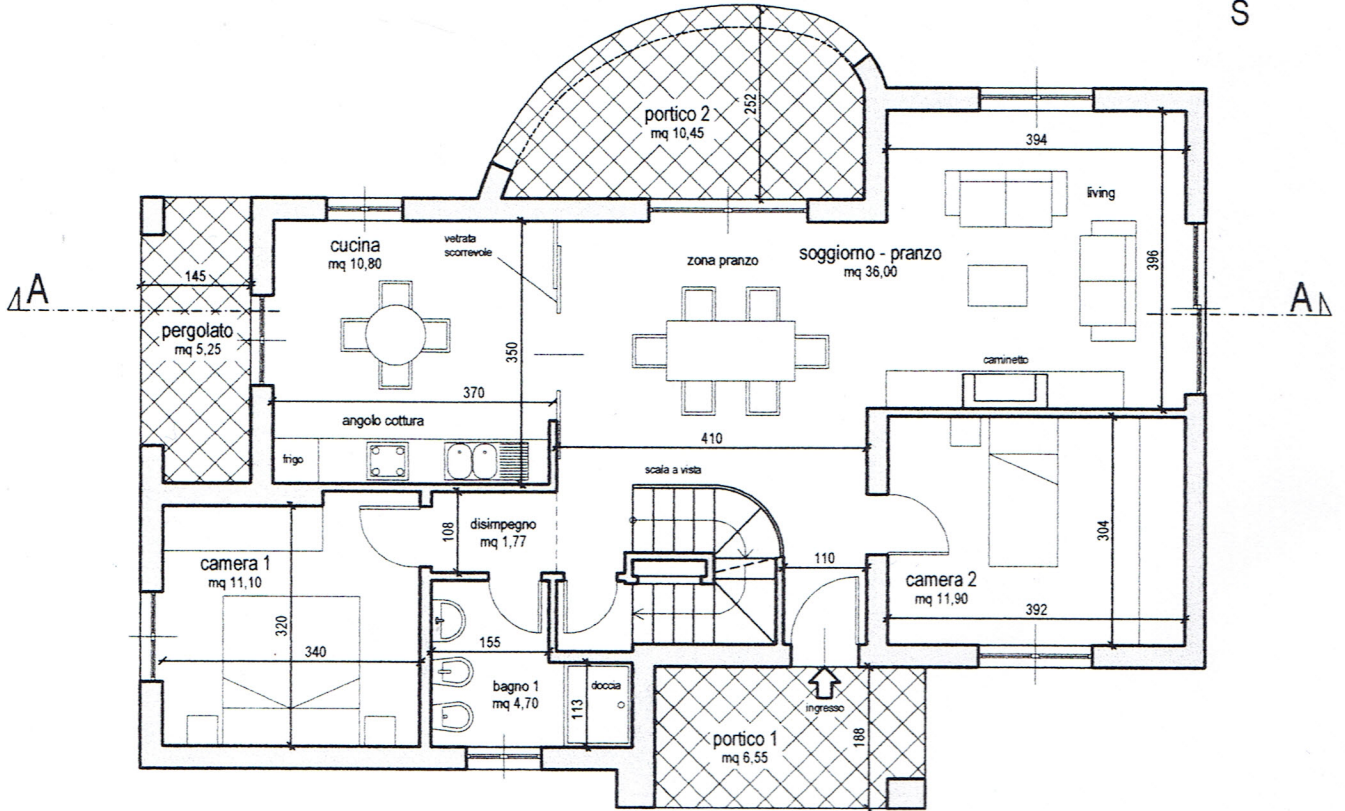 S
portico 2
mq 10,45
252
394
living
cucina
mq 10,80
vetrata
scorrevole
zona pranzo
soggiorno - pranzo
mq 36,00
396
145
A
A
pergolato
mq 5,25
350
caminetto
370
angolo cottura
410
frigo
scala a vista
108
disimpegno
mq 1,77
304
camera 1
mq 11,10
110
camera 2
mq 11,90
392
320
340
155
bagno 1
mq 4,70
doccia
113
ingresso
portico 1
mq 6,55
188